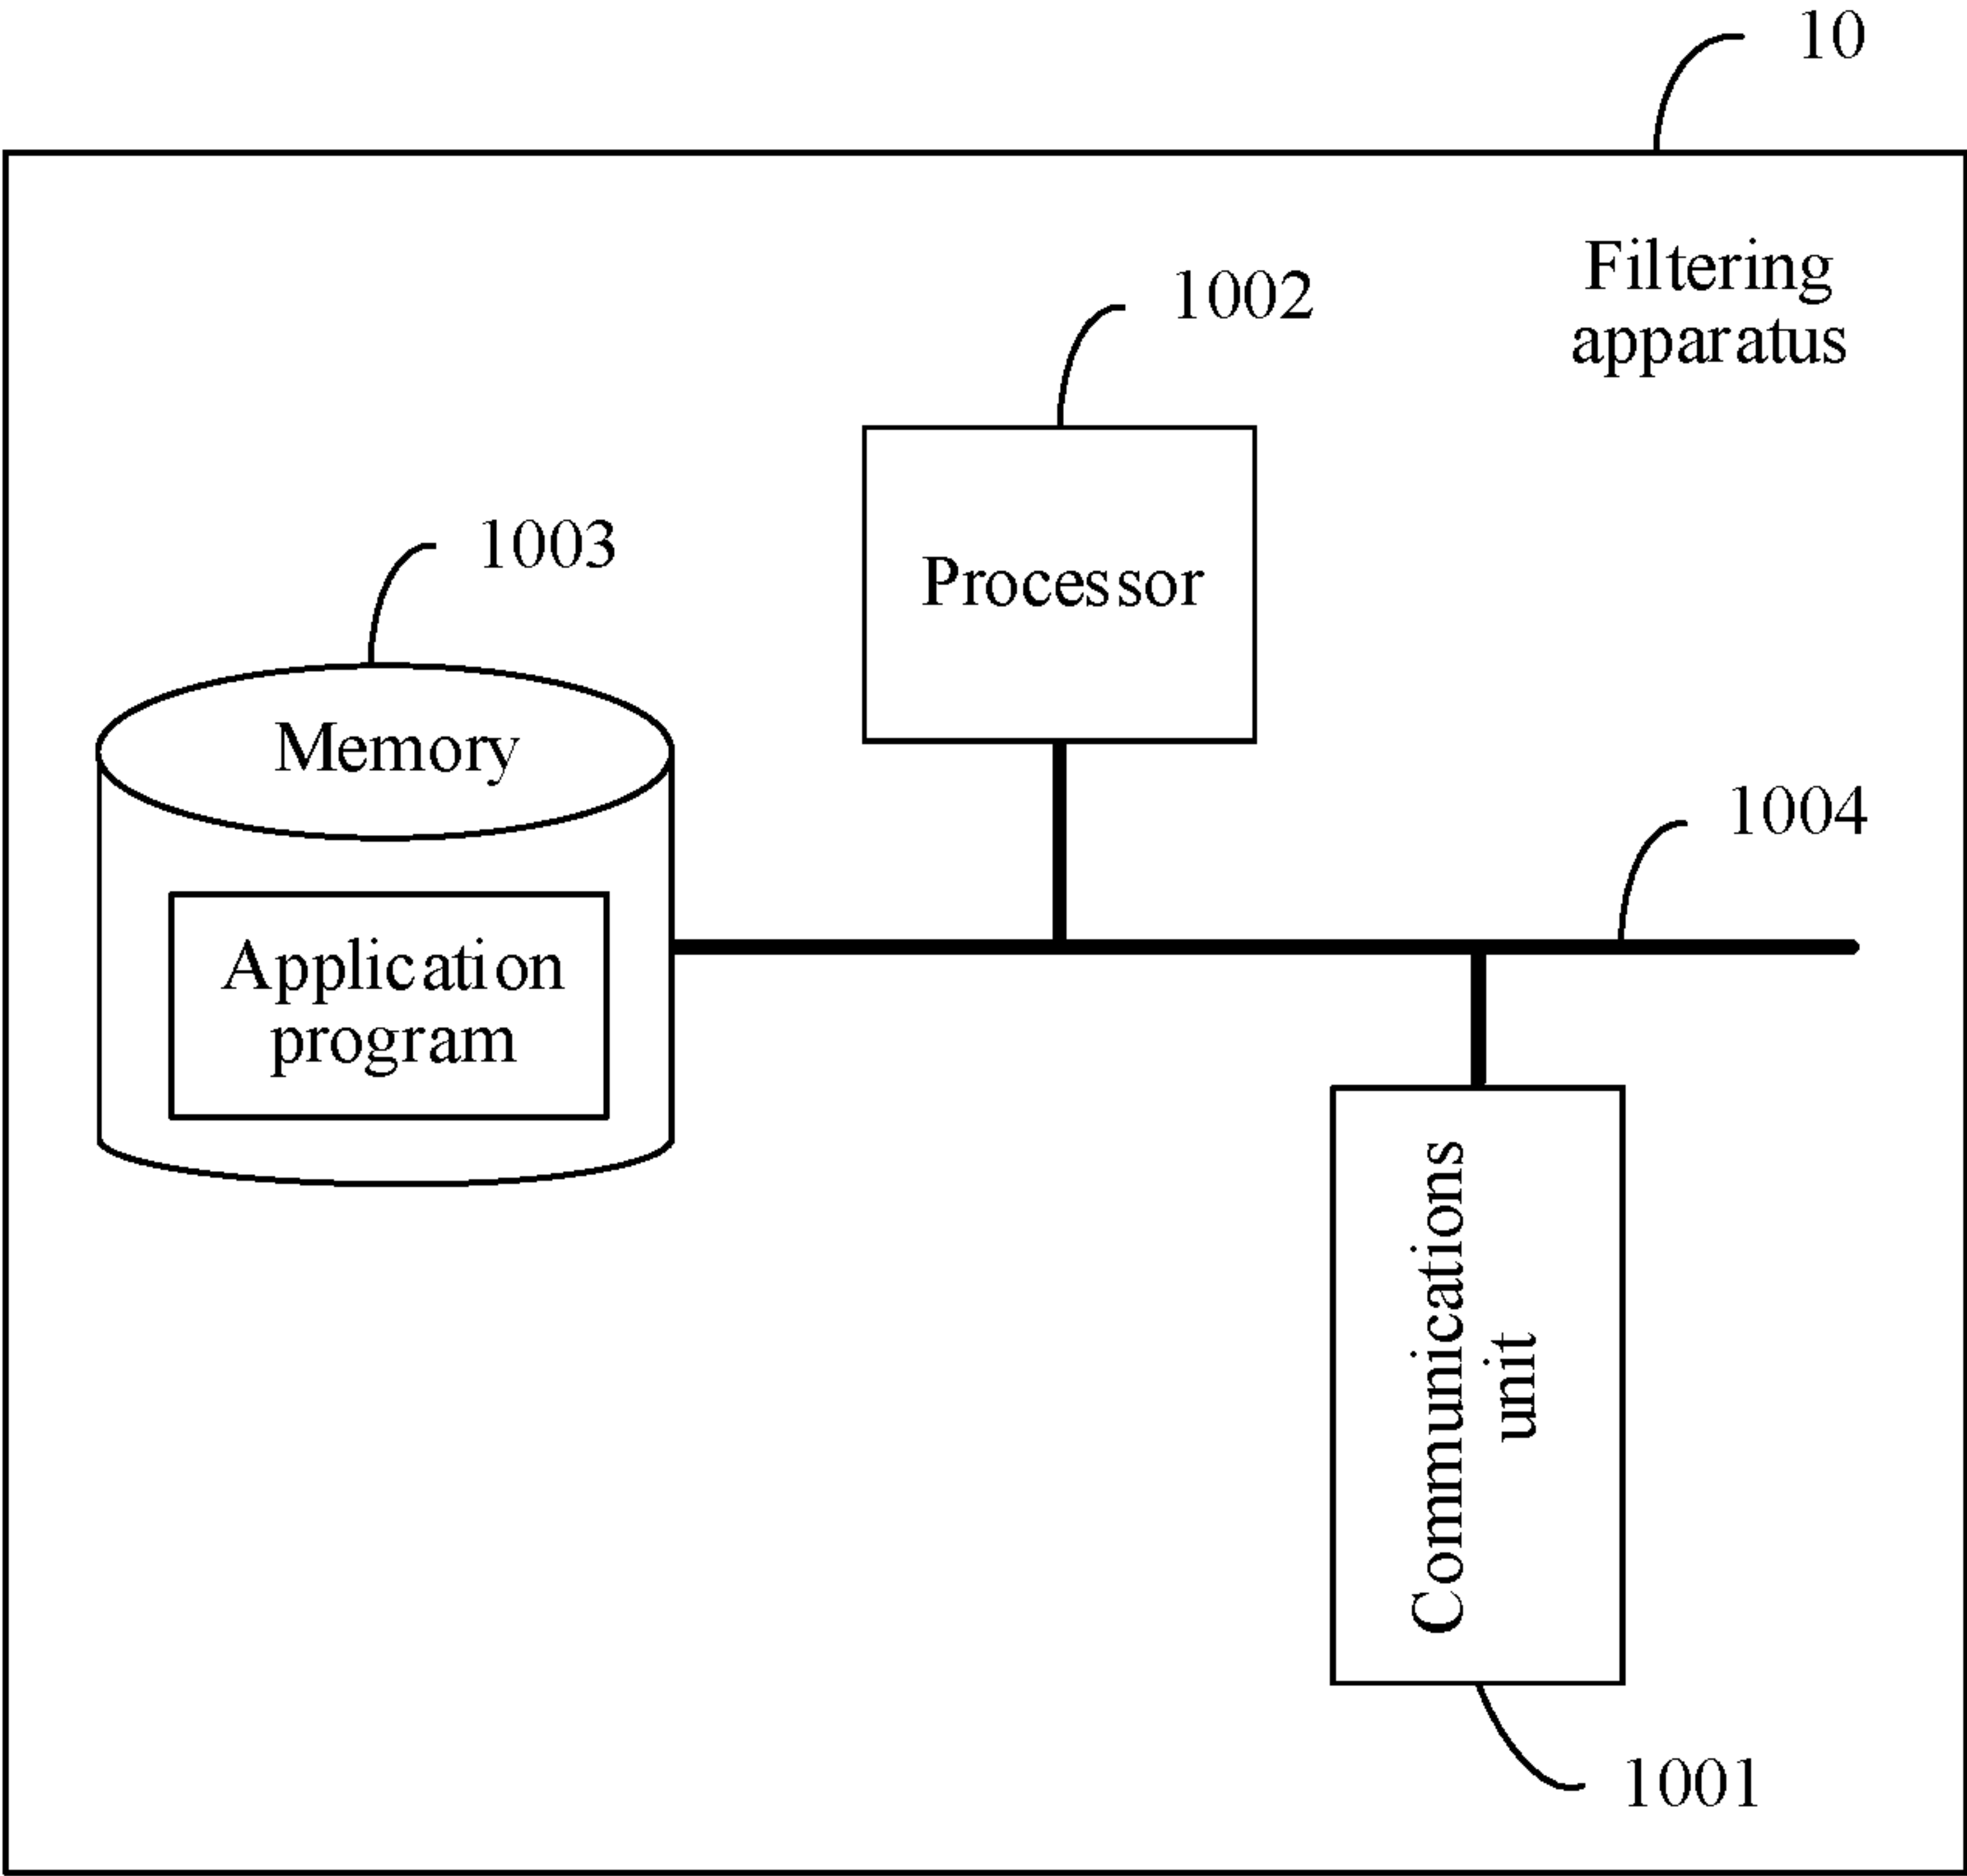 10
Filtering
apparatus
1002
Processor
1003
Memory
1004
Application
program
Communications
unit
1001